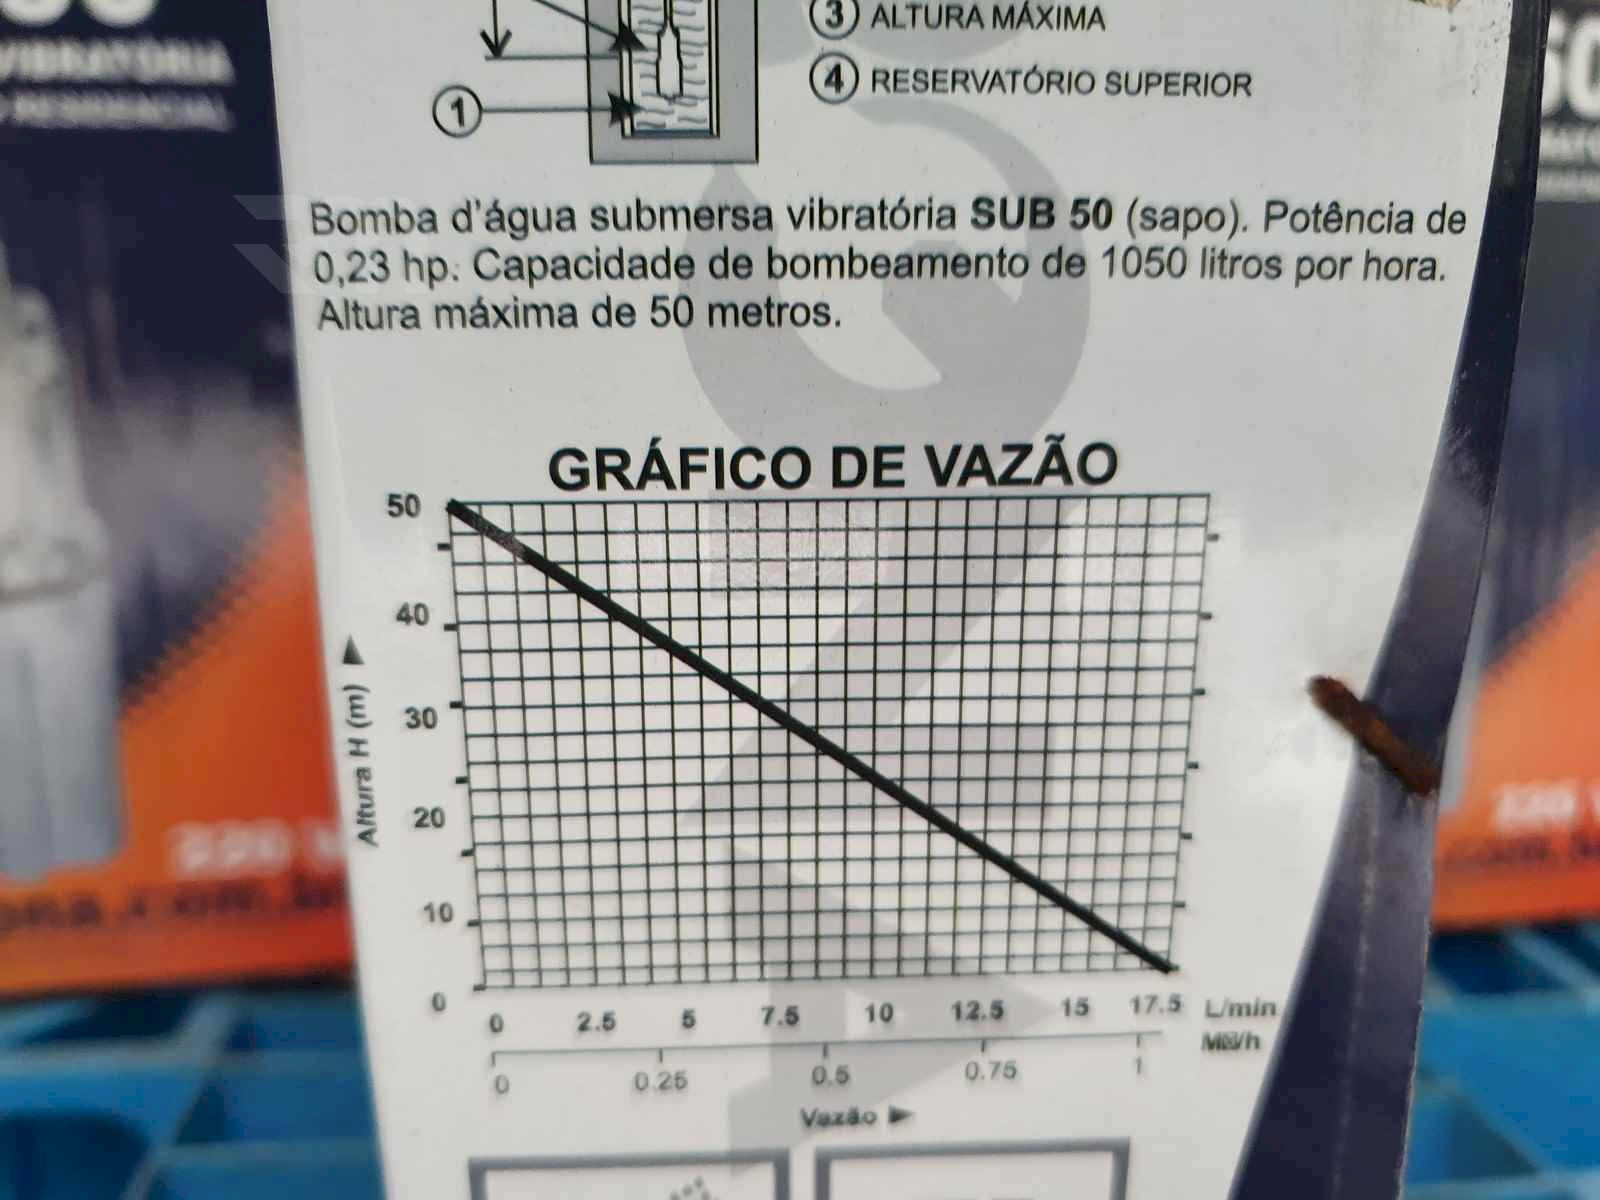 3 ALTURA MÁXIMA
4 RESERVATÓRIO SUPERIOR
1
VIBRATÓRIA
RESIDENCIAL
Bomba d'água submersa vibratória SUB 50 (sapo). Potência de
0,23 hp. Capacidade de bombeamento de 1050 litros por hora.
Altura máxima de 50 metros.
GRÁFICO DE VAZÃO
50
40
30
20
10
0
Altura H (m)
0 2.5 5 7.5 10 12.5 15 17.5 L/min
0 0.25 0.5 0.75 1
Vazão
220